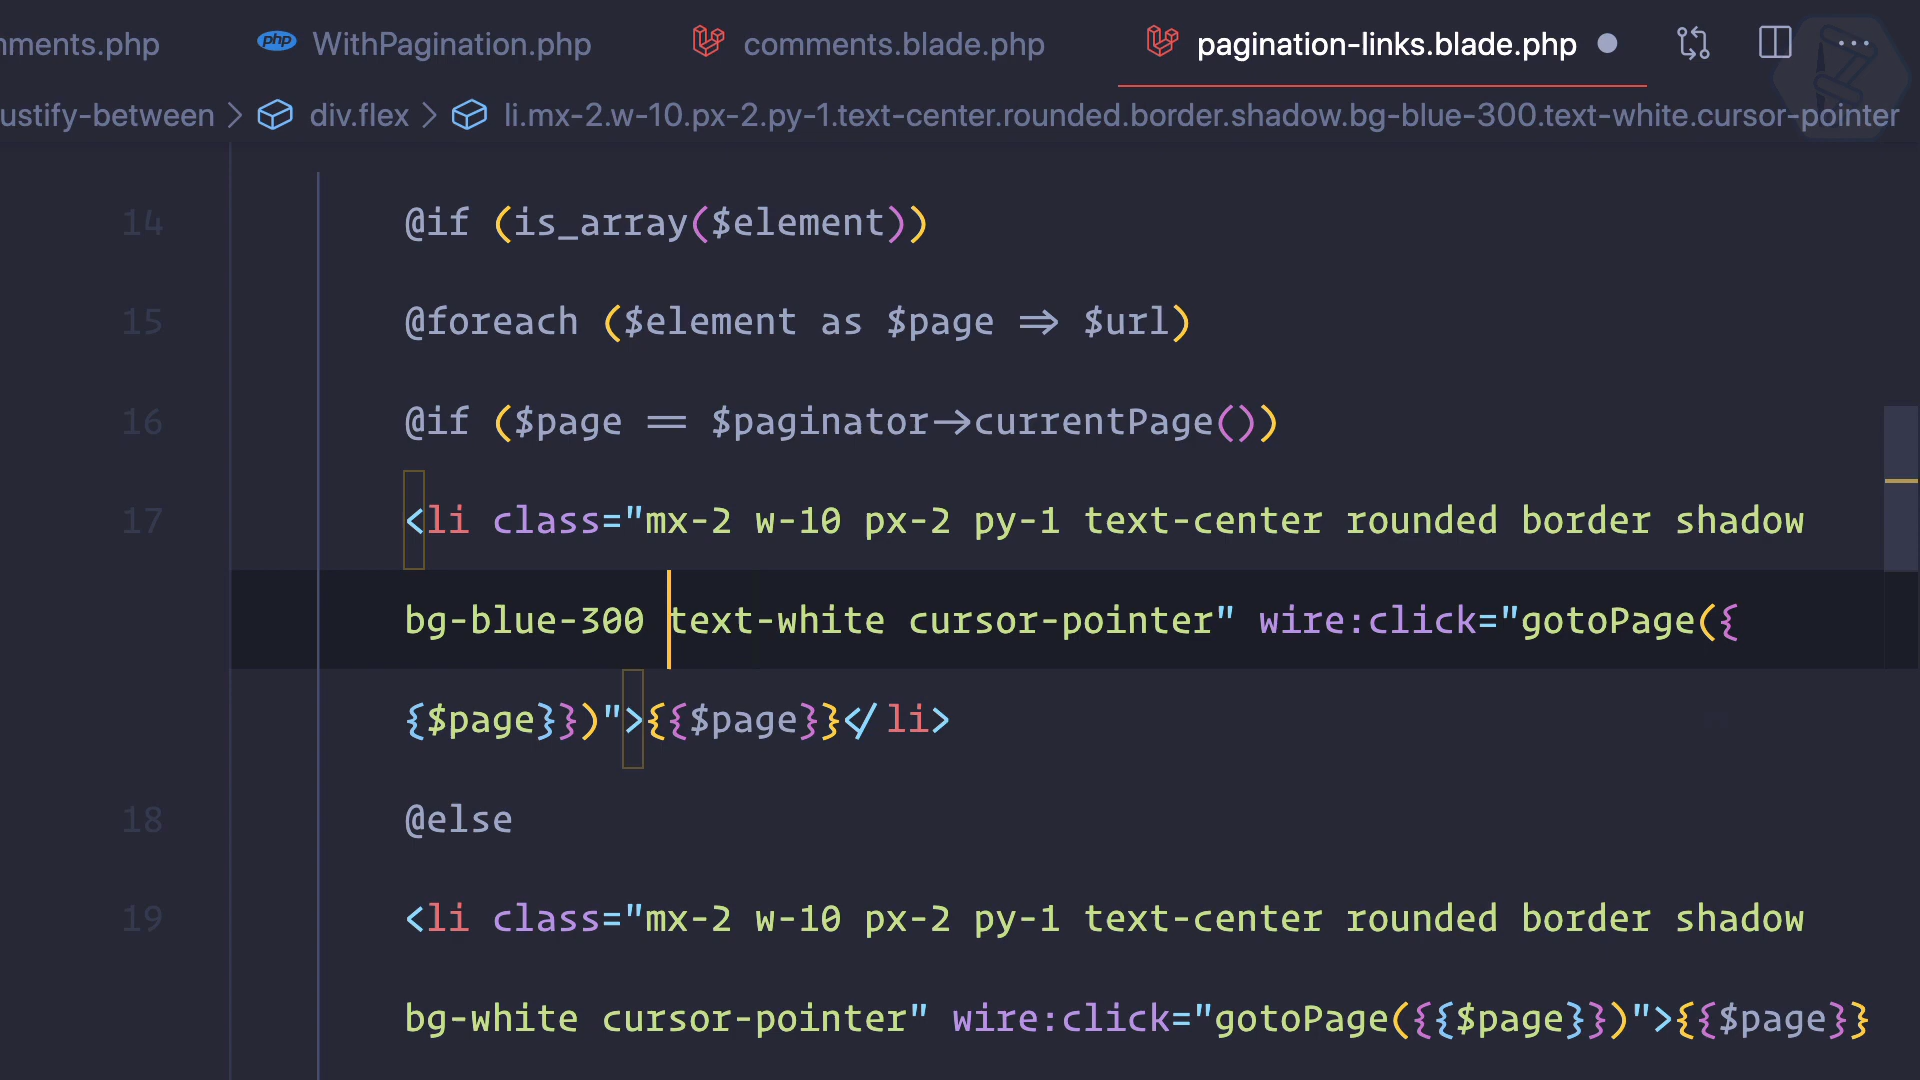 mments.php
php WithPagination.php
comments.blade.php
pagination-links.blade.php
ustify-between > div.flex > li.mx-2.w-10.px-2.py-1.text-center.rounded.border.shadow.bg-blue-300.text-white.cursor-pointer
14 @if (is_array($element))
15 @foreach ($element as $page => $url)
16 @if ($page == $paginator->currentPage())
17 <li class="mx-2 w-10 px-2 py-1 text-center rounded border shadow
bg-blue-300 text-white cursor-pointer" wire:click="gotoPage({
{$page}})">{{$page}}</li>
18 @else
19 <li class="mx-2 w-10 px-2 py-1 text-center rounded border shadow
bg-white cursor-pointer" wire:click="gotoPage({{$page}})">{{$page}}